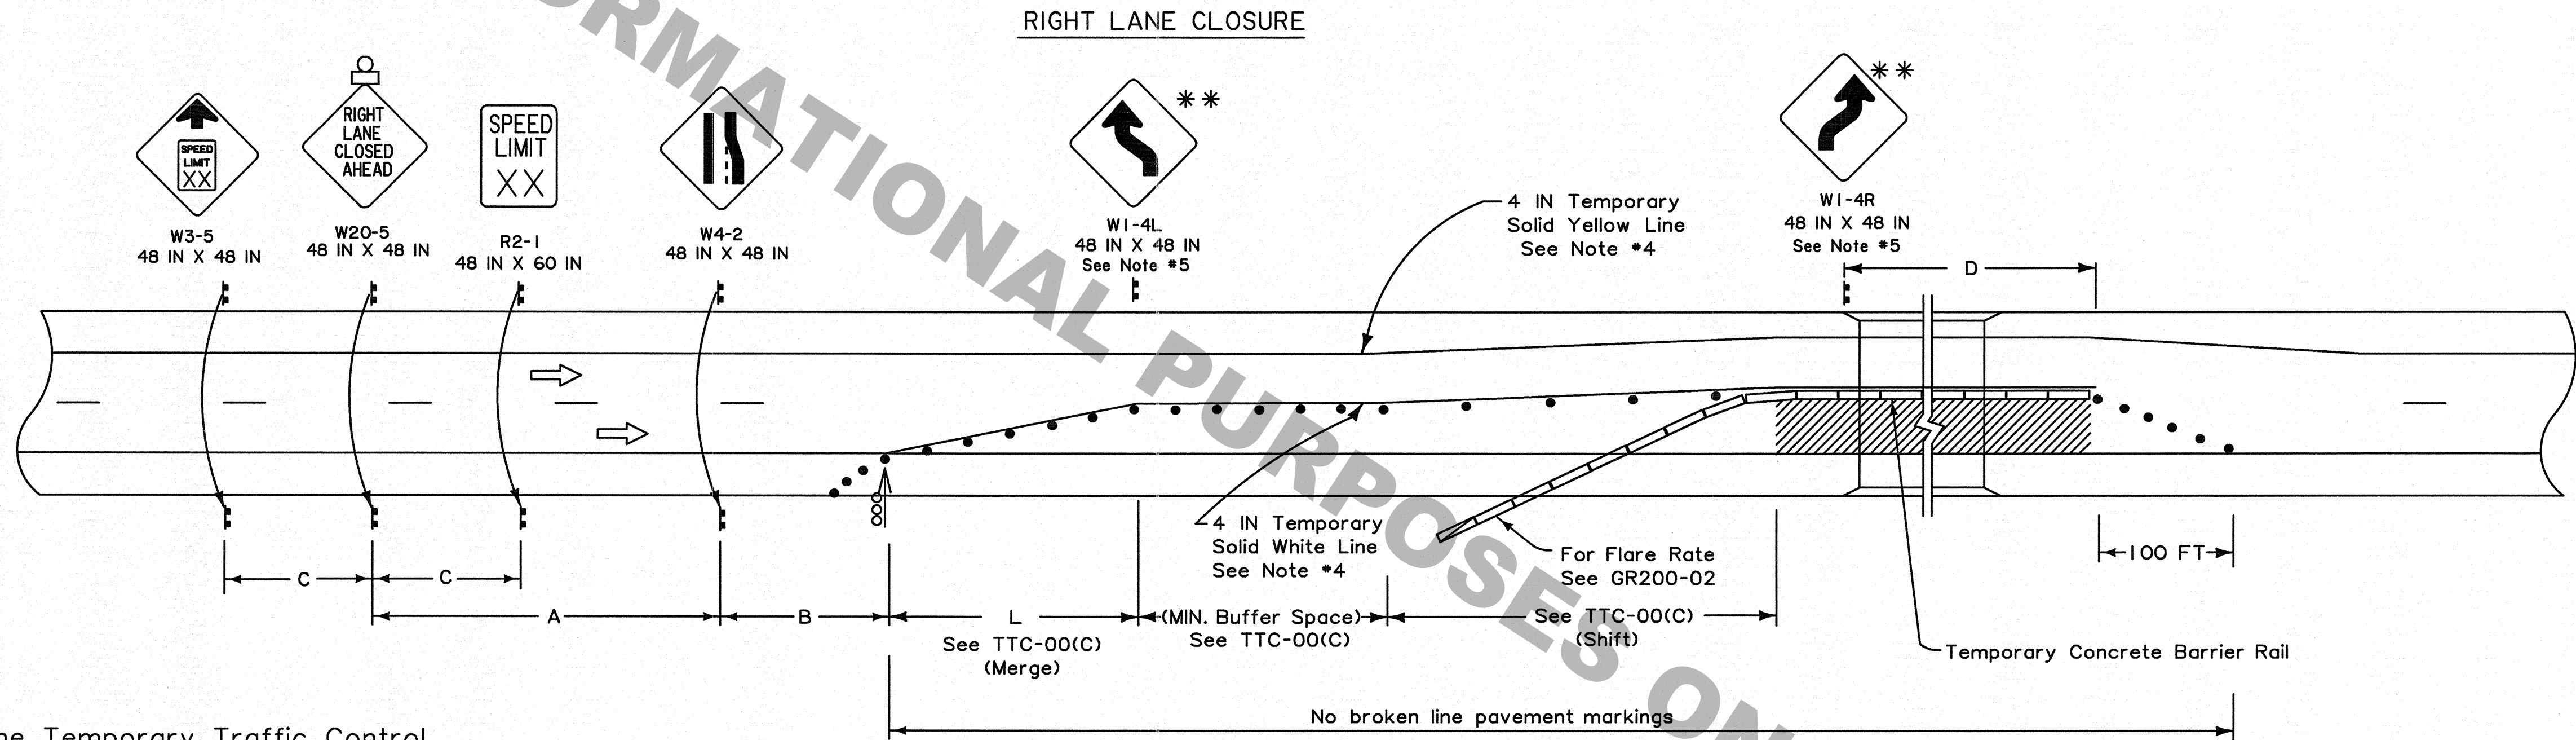 RIGHT LANE CLOSURE
SPEED
LIMIT
XX
W3-5
48 IN X 48 IN
RIGHT
LANE
CLOSED
AHEAD
W20-5
48 IN X 48 IN
SPEED
LIMIT
XX
R2-1
48 IN X 60 IN
W4-2
48 IN X 48 IN
**
W1-4L
48 IN X 48 IN
See Note #5
4 IN Temporary
Solid Yellow Line
See Note #4
**
W1-4R
48 IN X 48 IN
See Note #5
D
4 IN Temporary
Solid White Line
See Note #4
For Flare Rate
See GR200-02
100 FT
C
C
A
B
L
See TTC-00(C)
(Merge)
(MIN. Buffer Space)
See TTC-00(C)
See TTC-00(C)
(Shift)
Temporary Concrete Barrier Rail
No broken line pavement markings
Temporary Traffic Control
ORMATIONAL PURPOSES ON